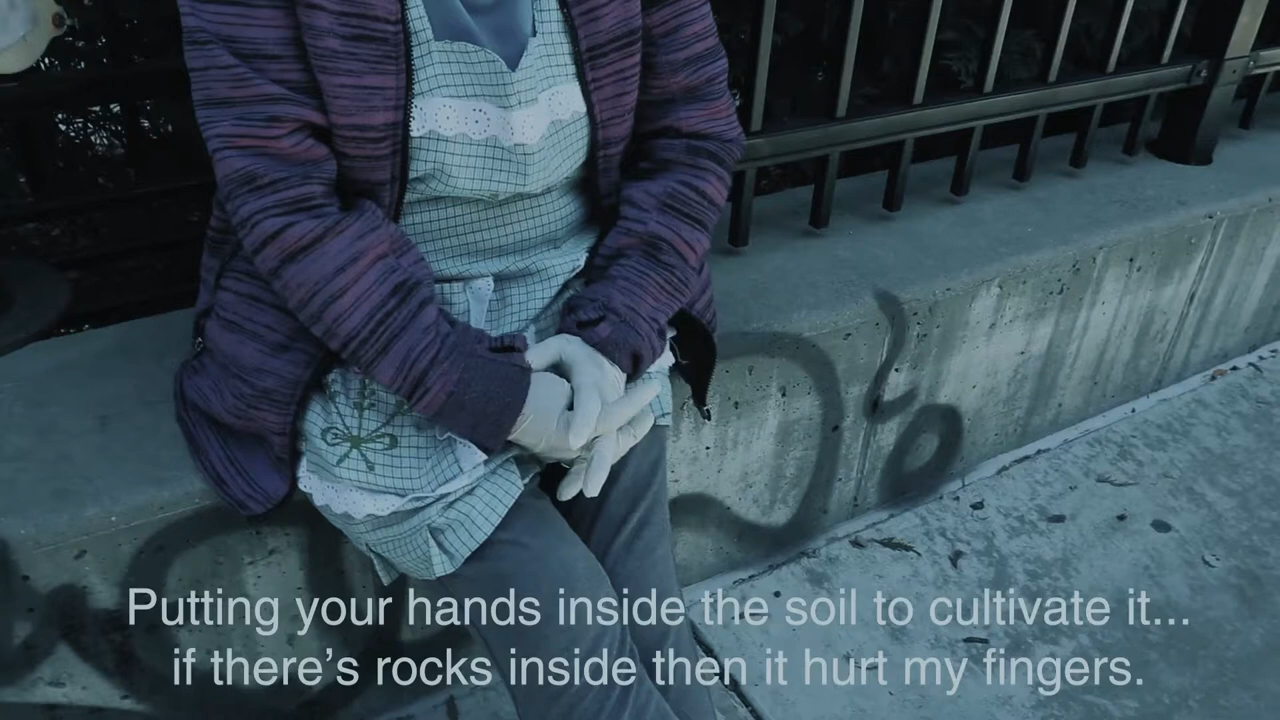 Putting your hands inside the soil to cultivate it...
if there’s rocks inside then it hurt my fingers.